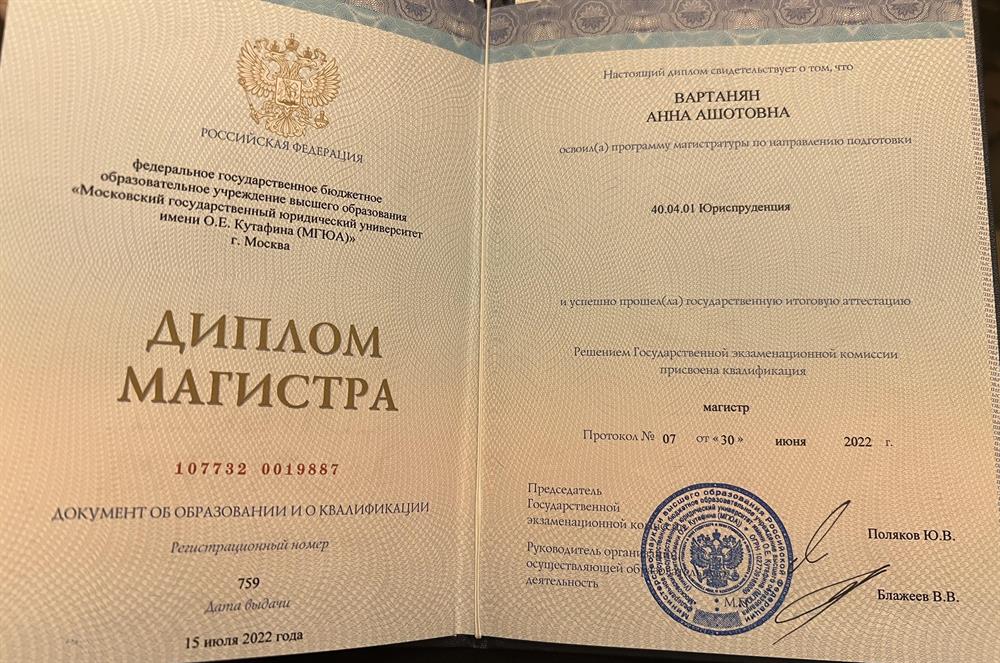 РОССИЙСКАЯ ФЕДЕРАЦИЯ
федеральное государственное бюджетное
образовательное учреждение высшего образования
«Московский государственный юридический университет
имени О.Е. Кутафина (МГЮА)»
г. Москва
ДИПЛОМ
МАГИСТРА
107732 0019887
ДОКУМЕНТ ОБ ОБРАЗОВАНИИ И О КВАЛИФИКАЦИИ
Регистрационный номер
759
Дата выдачи
15 июля 2022 года
Настоящий диплом свидетельствует о том, что
ВАРТАНЯН
АННА АШОТОВНА
освоил(а) программу магистратуры по направлению подготовки
40.04.01 Юриспруденция
и успешно прошел(ла) государственную итоговую аттестацию
Решением Государственной экзаменационной комиссии
присвоена квалификация
магистр
Протокол № 07 от «30» июня 2022 г.
Председатель
Государственной
экзаменационной
Поляков Ю.В.
Руководитель
осуществляющей
деятельность
Блажеев В.В.
М.П.